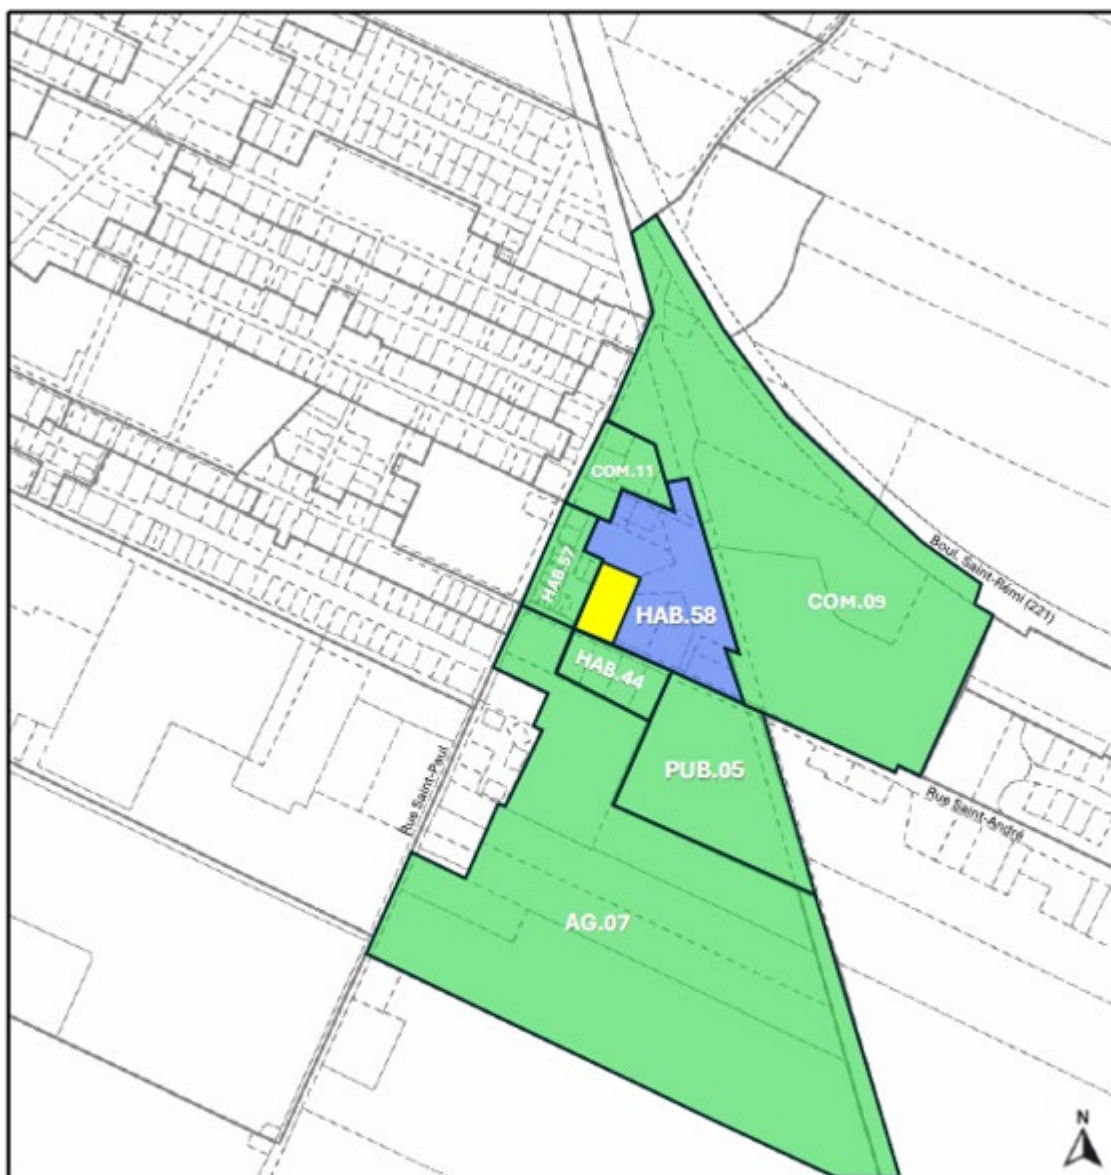 COM.11
Boul. Saint-Rémi (221)
HAB.57
COM.09
HAB.58
HAB.44
Rue Saint-Paul
PUB.05
Rue Saint-André
AG.07
N